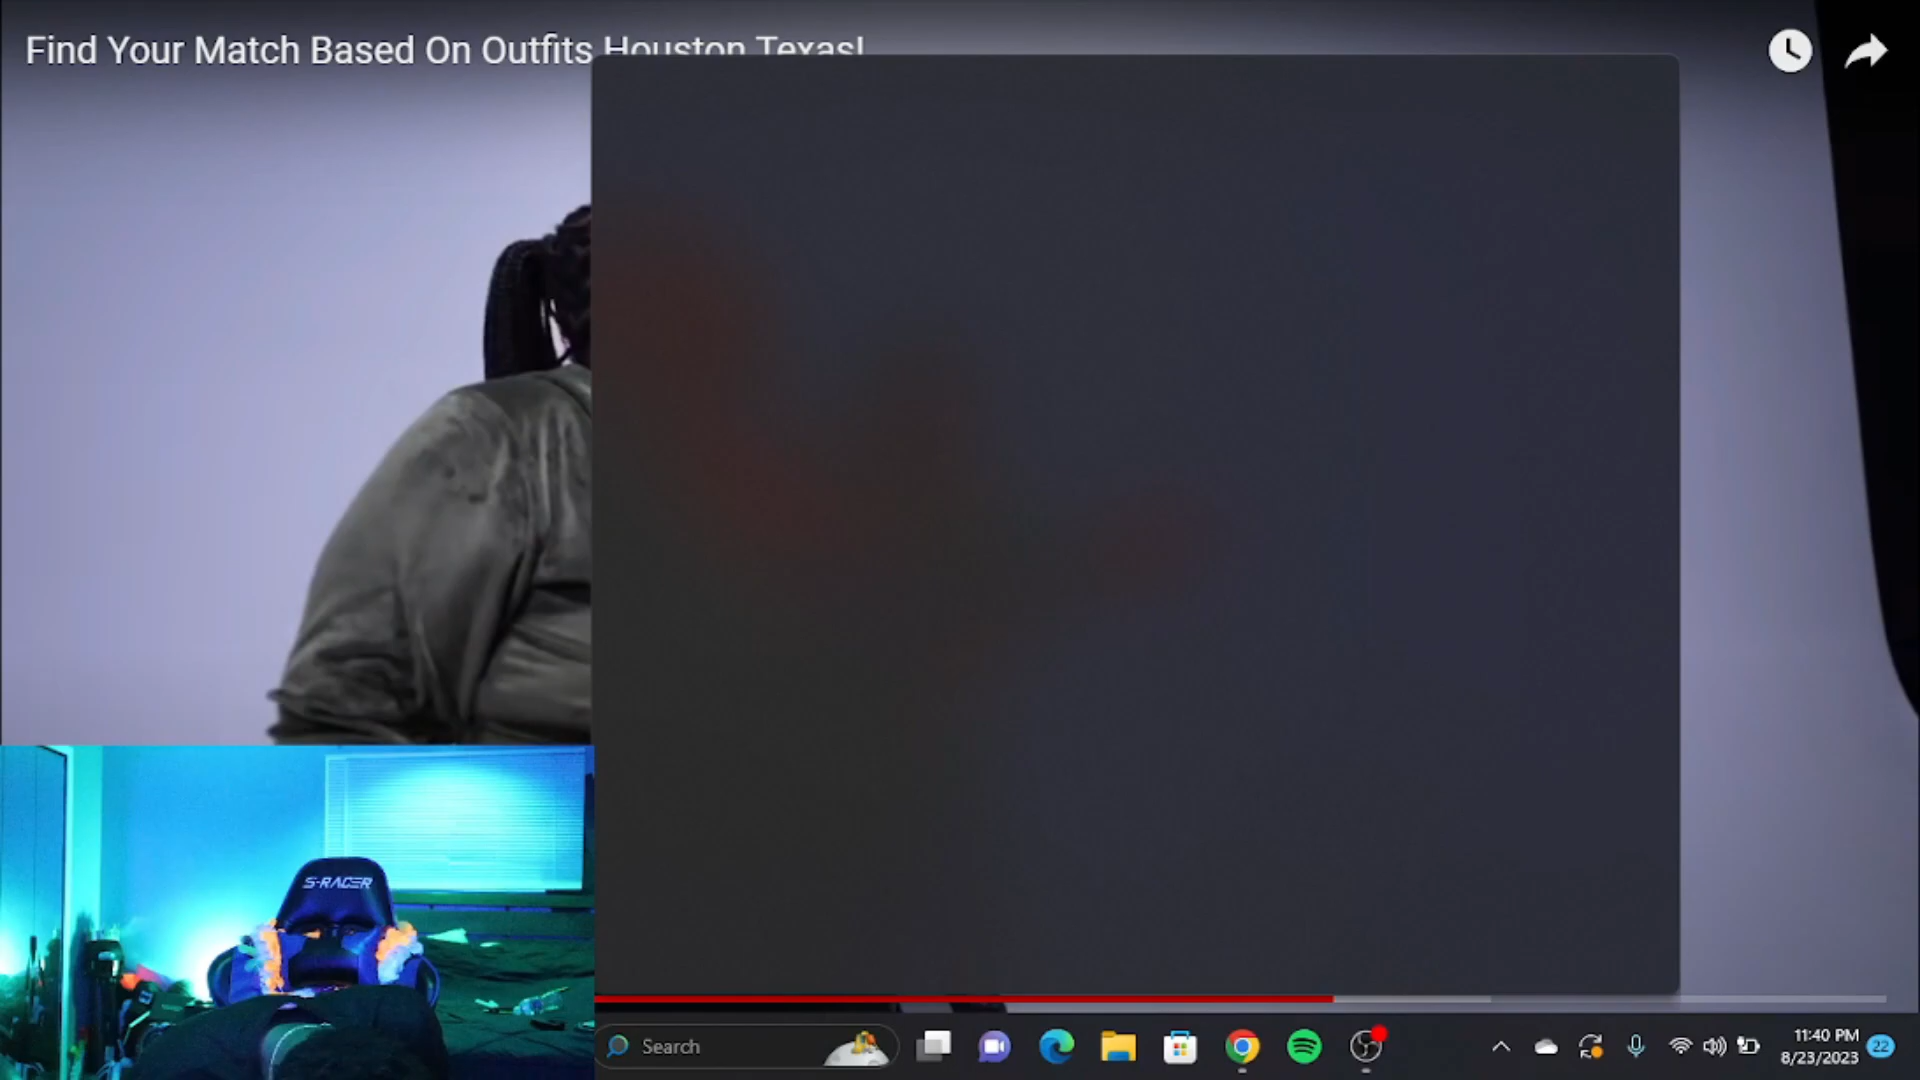 Find Your Match Based On Outfits Houston Texas!
S-RACER
Search
11:40 PM
8/23/2023
22